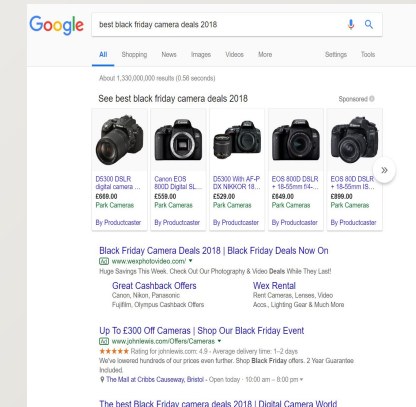 Google
best black friday camera deals 2018
All Shopping News Images Videos More Settings Tools
About 1,330,000,000 results (0.56 seconds)
See best black friday camera deals 2018
Sponsored
D5300 DSLR
digital camera ...
£669.00
Park Cameras
By Productcaster
Canon EOS
800D Digital SL...
£559.00
Park Cameras
By Productcaster
D5300 With AF-P
DX NIKKOR 18...
£529.00
Park Cameras
By Productcaster
EOS 800D DSLR
+ 18-55mm f/4-...
£649.00
Park Cameras
By Productcaster
EOS 80D DSLR
+ 18-55mm IS...
£899.00
Park Cameras
By Productcaster
Black Friday Camera Deals 2018 | Black Friday Deals Now On
Ad www.wexphotovideo.com/
Huge Savings This Week. Check Out Our Photography & Video Deals While They Last!
Great Cashback Offers
Canon, Nikon, Panasonic
Fujifilm, Olympus Cashback Offers
Wex Rental
Rent Cameras, Lenses, Video
Accs., Lighting Gear & Much More
Up To £300 Off Cameras | Shop Our Black Friday Event
Ad www.johnlewis.com/Offers/Cameras
★★★★★ Rating for johnlewis.com: 4.9 - Average delivery time: 1–2 days
We've lowered hundreds of our prices even further. Shop Black Friday offers. 2 Year Guarantee
Included.
The Mall at Cribbs Causeway, Bristol - Open today · 10:00 am – 8:00 pm
The best Black Friday camera deals 2018 | Digital Camera World